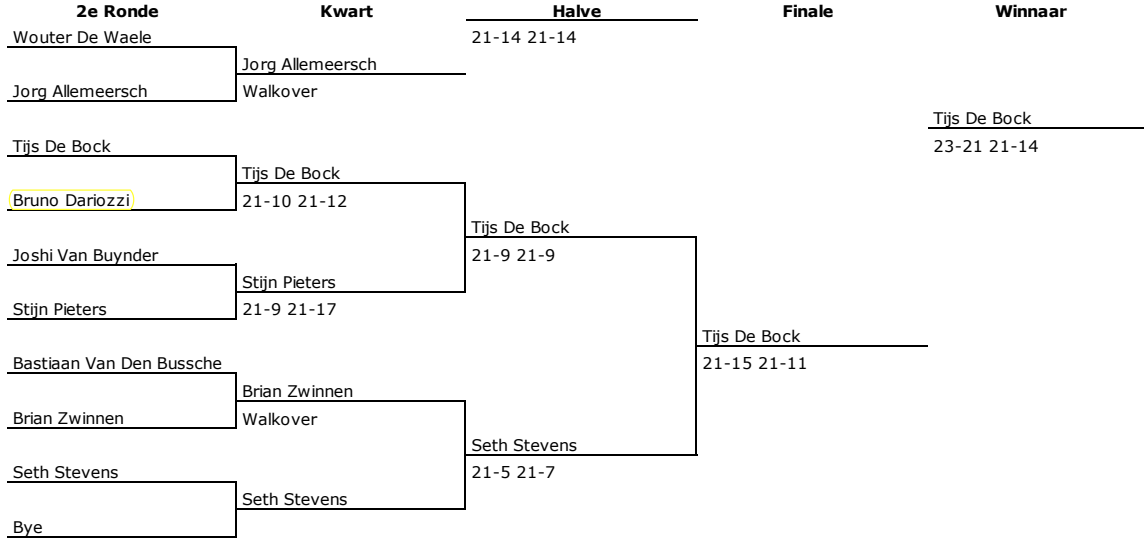 2e Ronde Kwart Halve Finale Winnaar
Wouter De Waele 21-14 21-14
Jorg Allemeersch
Jorg Allemeersch Walkover
Tijs De Bock
Tijs De Bock 23-21 21-14
Tijs De Bock
Bruno Dariozzi 21-10 21-12
Tijs De Bock
Joshi Van Buynder 21-9 21-9
Stijn Pieters
Stijn Pieters 21-9 21-17
Tijs De Bock
Bastiaan Van Den Bussche 21-15 21-11
Brian Zwinnen
Brian Zwinnen Walkover
Seth Stevens
Seth Stevens 21-5 21-7
Seth Stevens
Bye